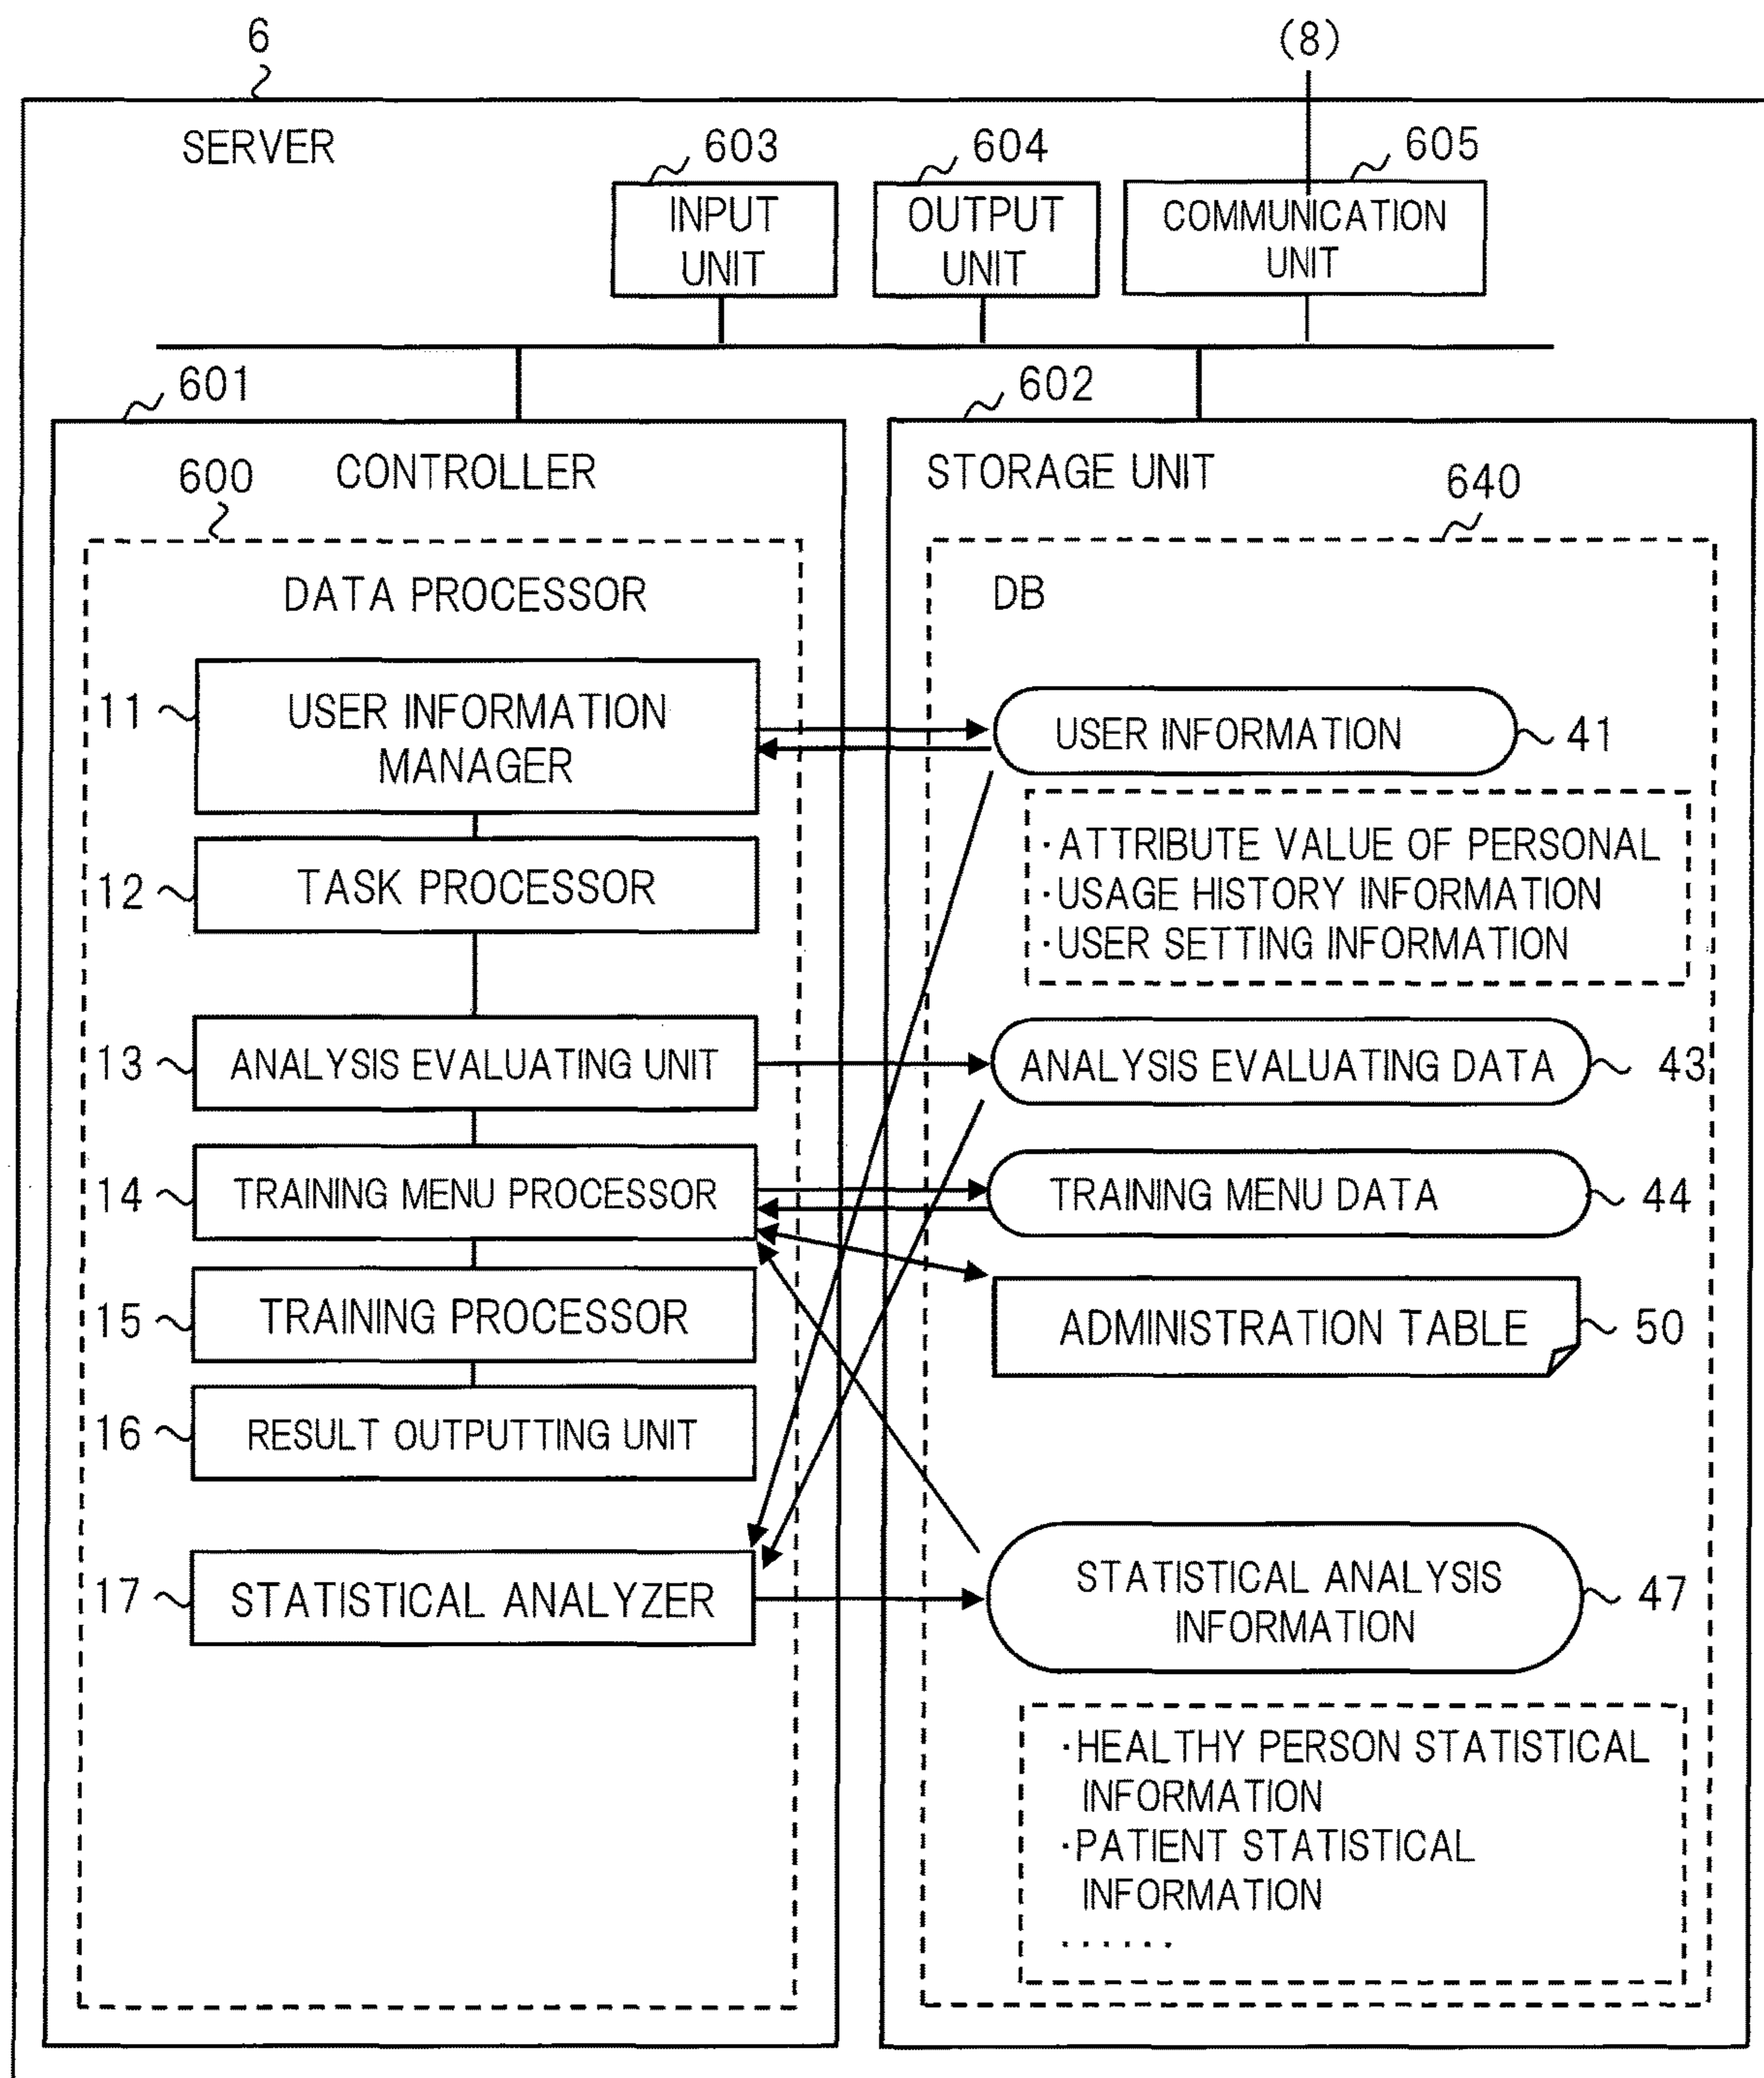 6
(8)
SERVER
603
604
605
INPUT
UNIT
OUTPUT
UNIT
COMMUNICATION
UNIT
601
602
CONTROLLER
600
STORAGE UNIT
640
DATA PROCESSOR
DB
11
USER INFORMATION
MANAGER
USER INFORMATION
41
·ATTRIBUTE VALUE OF PERSONAL
·USAGE HISTORY INFORMATION
·USER SETTING INFORMATION
12
TASK PROCESSOR
13
ANALYSIS EVALUATING UNIT
ANALYSIS EVALUATING DATA
43
14
TRAINING MENU PROCESSOR
TRAINING MENU DATA
44
15
TRAINING PROCESSOR
ADMINISTRATION TABLE
50
16
RESULT OUTPUTTING UNIT
17
STATISTICAL ANALYZER
STATISTICAL ANALYSIS
INFORMATION
47
·HEALTHY PERSON STATISTICAL
INFORMATION
·PATIENT STATISTICAL
INFORMATION
······